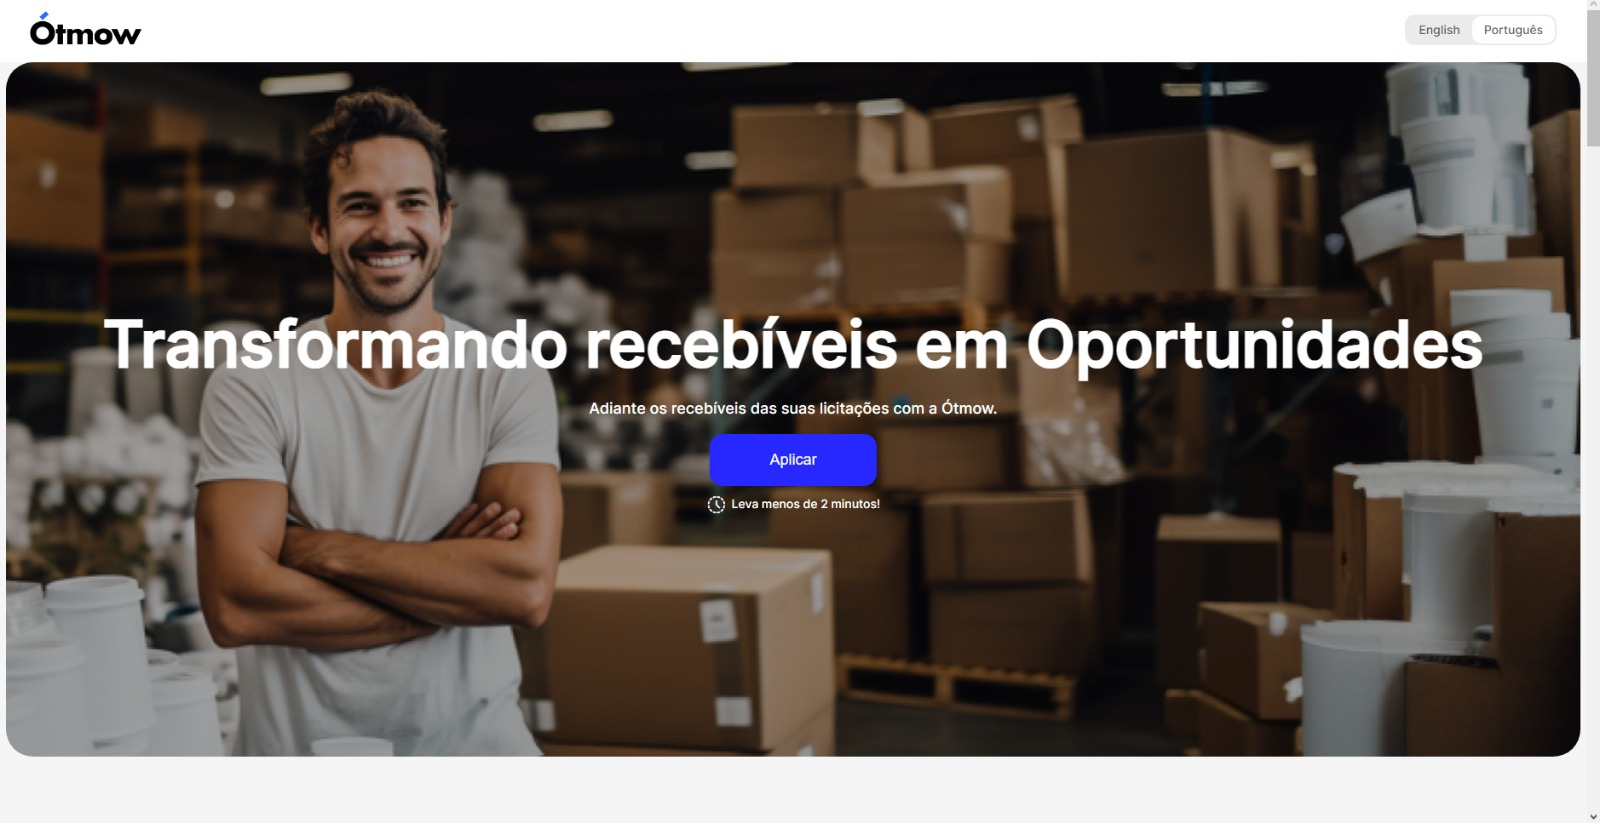 Ótmow
English Português
Transformando recebíveis em Oportunidades
Adiante os recebíveis das suas licitações com a Ótmow.
Aplicar
Leva menos de 2 minutos!